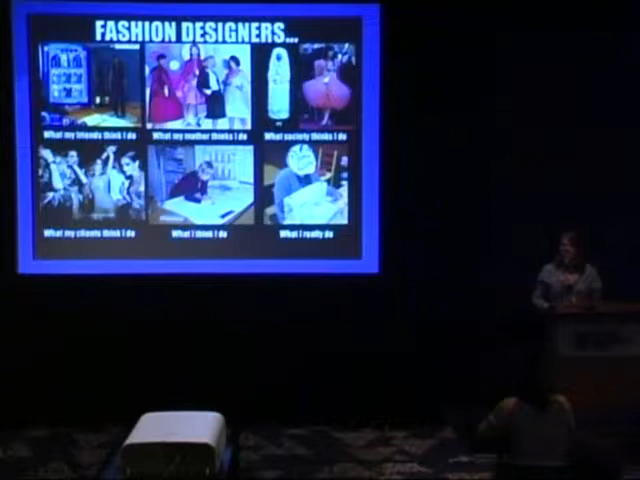 FASHION DESIGNERS...
What my friends think I do
What my mother thinks I do
What society thinks I do
What my clients think I do
What I think I do
What I really do